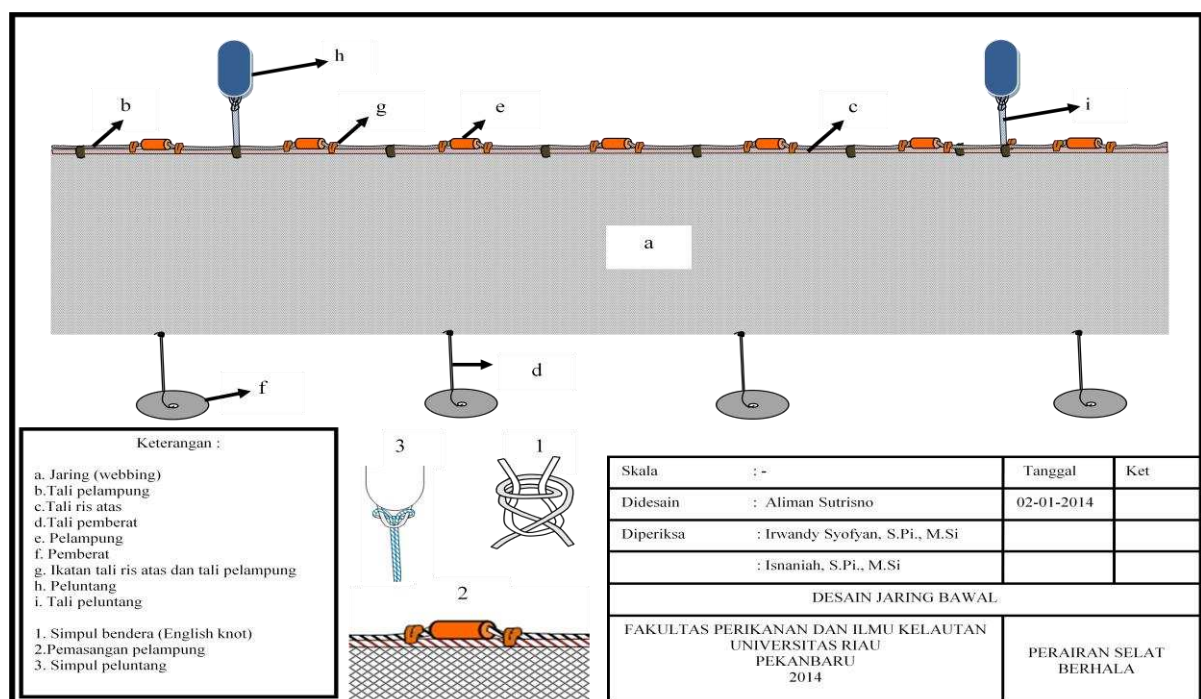 h
b
g
e
c
i
a
f
d
Keterangan :
a. Jaring (webbing)
b.Tali pelampung
c.Tali ris atas
d.Tali pemberat
e. Pelampung
f. Pemberat
g. Ikatan tali ris atas dan tali pelampung
h. Peluntang
i. Tali peluntang
1. Simpul bendera (English knot)
2.Pemasangan pelampung
3. Simpul peluntang
3
1
2
Skala : - Tanggal Ket
Didesain : Aliman Sutrisno 02-01-2014
Diperiksa : Irwandy Syofyan, S.Pi., M.Si
: Isnaniah, S.Pi., M.Si
DESAIN JARING BAWAL
FAKULTAS PERIKANAN DAN ILMU KELAUTAN
UNIVERSITAS RIAU
PEKANBARU
2014
PERAIRAN SELAT
BERHALA